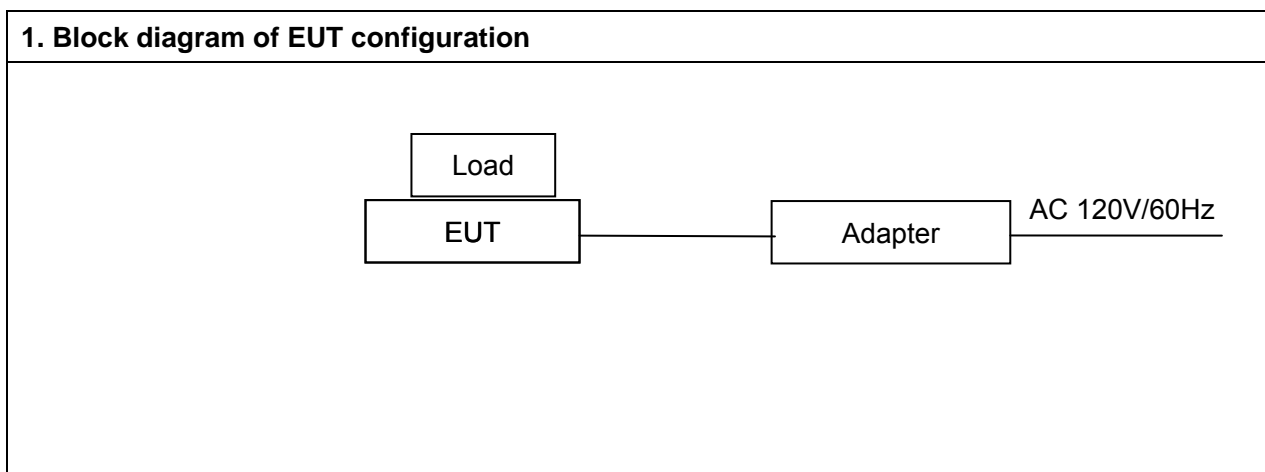 1. Block diagram of EUT configuration
Load
EUT
Adapter
AC 120V/60Hz